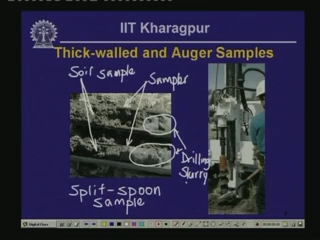 IIT Kharagpur
Thick-walled and Auger Samples
Soil sample
Sampler
Drilling
Slurry
Split-spoon
sample